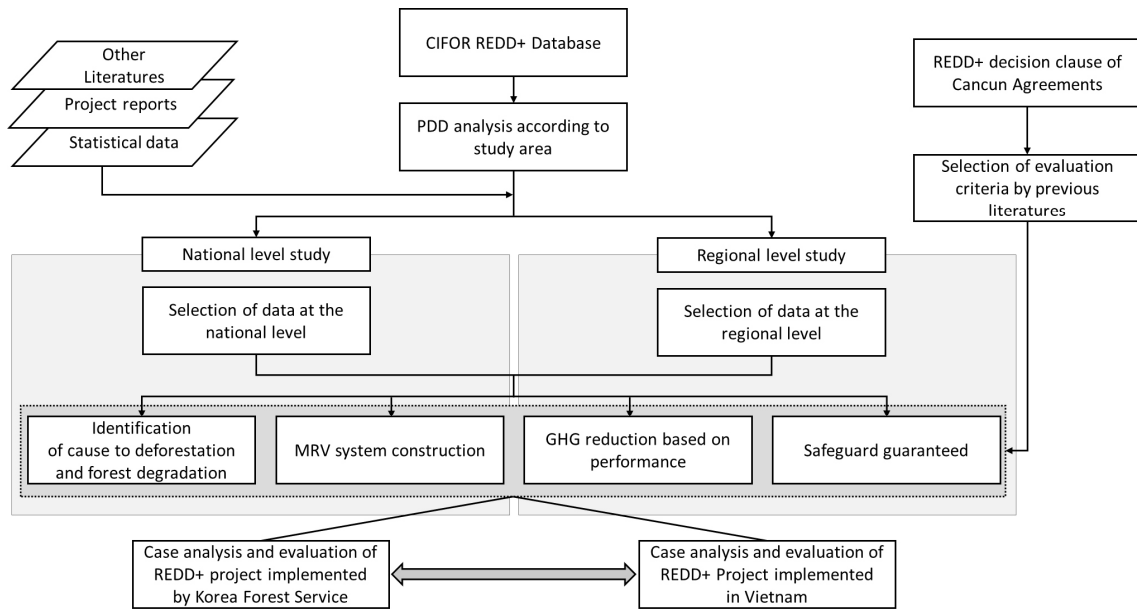 CIFOR REDD+ Database
Other
Literatures
Project reports
Statistical data
REDD+ decision clause of
Cancun Agreements
PDD analysis according to
study area
Selection of evaluation
criteria by previous
literatures
National level study
Regional level study
Selection of data at the
national level
Selection of data at the
regional level
Identification
of cause to deforestation
and forest degradation
MRV system construction
GHG reduction based on
performance
Safeguard guaranteed
Case analysis and evaluation of
REDD+ project implemented
by Korea Forest Service
Case analysis and evaluation of
REDD+ Project implemented
in Vietnam